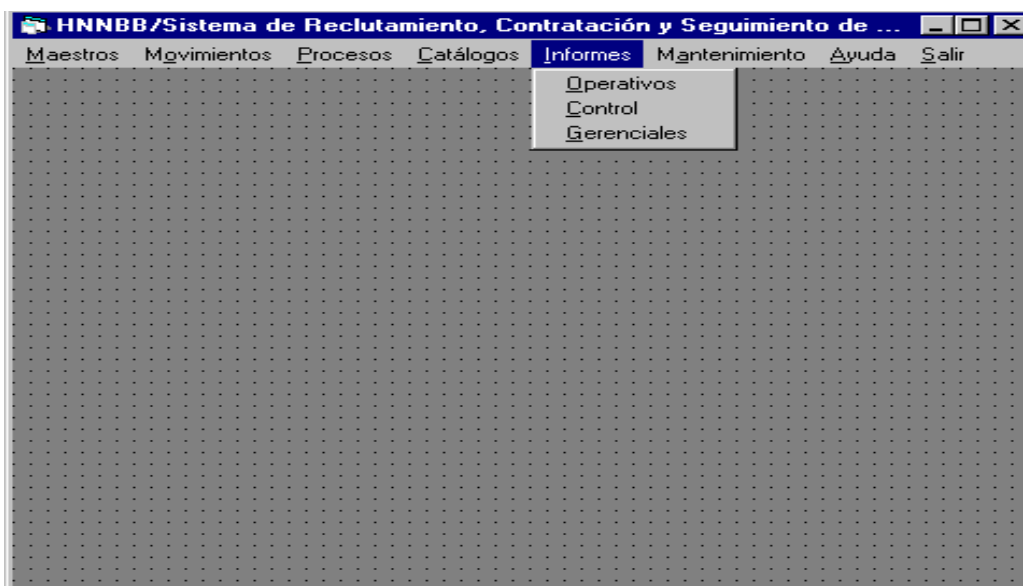 HNNBB/Sistema de Reclutamiento, Contratación y Seguimiento de ...
Maestros Movimientos Procesos Catálogos Informes Mantenimiento Ayuda Salir
Operativos
Control
Gerenciales